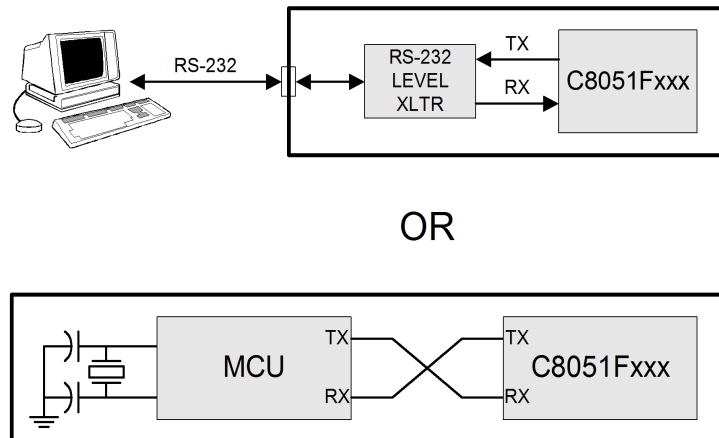 RS-232
RS-232
LEVEL
XLTR
TX
RX
C8051Fxxx
OR
MCU
TX
RX
TX
RX
C8051Fxxx